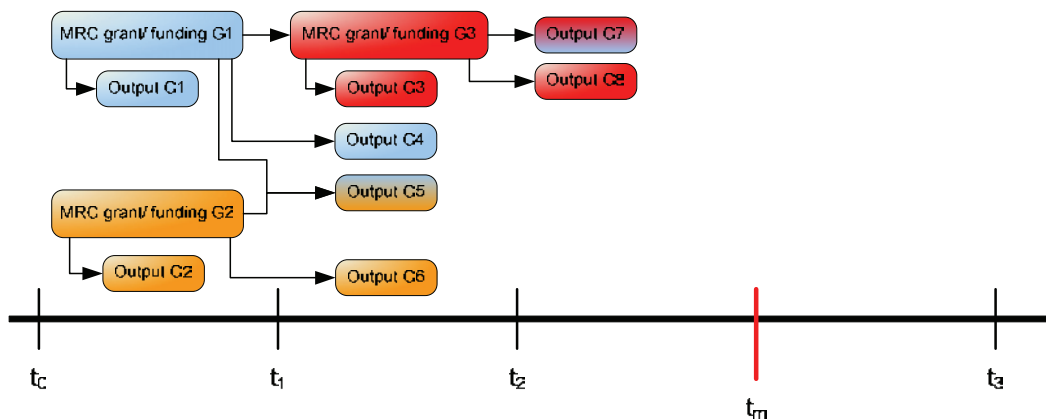 MRC grant/ funding G1
MRC grant/ funding G3
Output C7
Output C1
Output C3
Output C8
Output C4
Output C5
MRC grant/ funding G2
Output C2
Output C6
t0
t1
t2
tm
t3